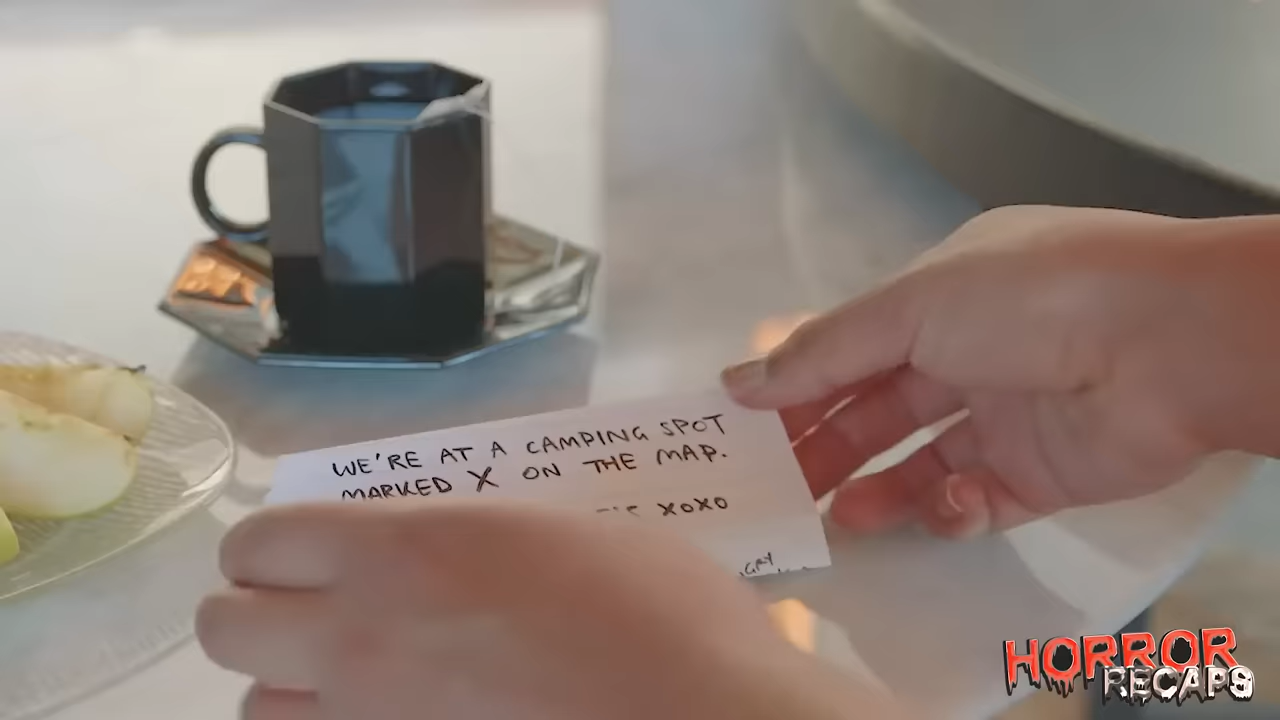 WE'RE AT A CAMPING SPOT
MARKED X ON THE MAP.
XOXO
HORROR
RECAPS